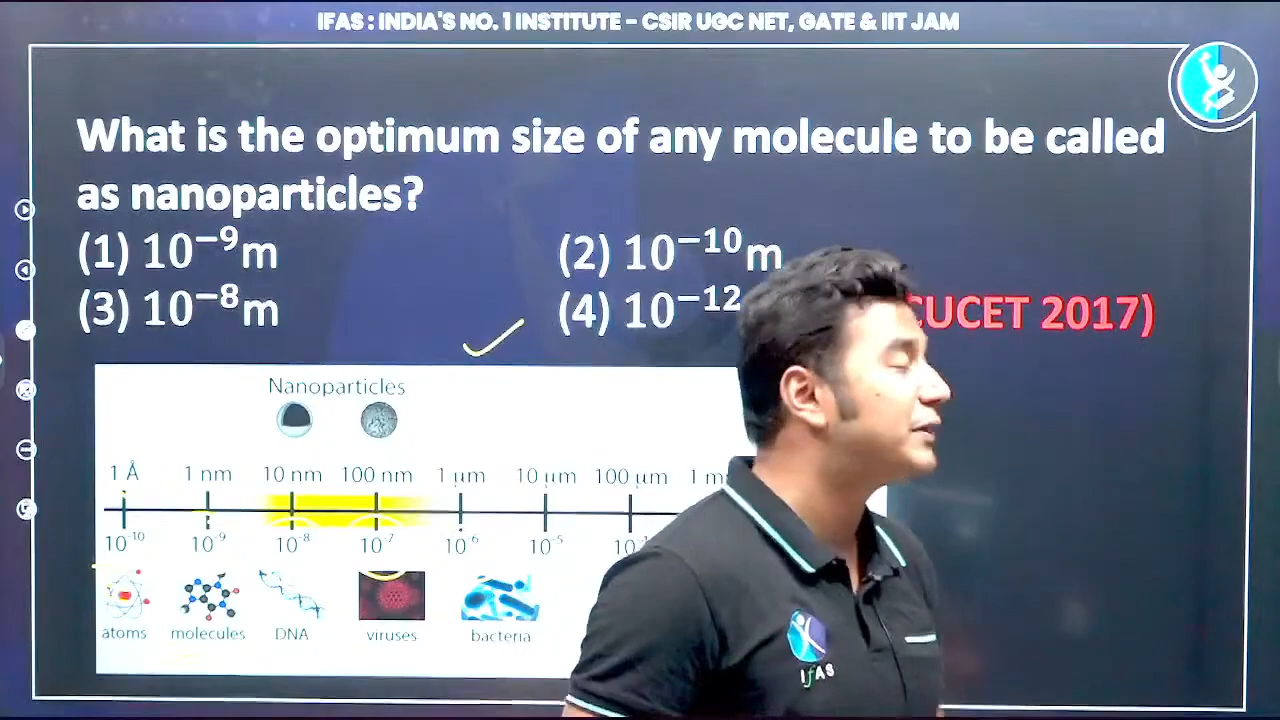 IFAS : INDIA'S NO. 1 INSTITUTE - CSIR UGC NET, GATE & IIT JAM
What is the optimum size of any molecule to be called
as nanoparticles?
(1) 10⁻⁹m (2) 10⁻¹⁰m
(3) 10⁻⁸m (4) 10⁻¹²
CUCET 2017)
Nanoparticles
1 Å 1 nm 10 nm 100 nm 1 μm 10 μm 100 μm 1 m
10⁻¹⁰ 10⁻⁹ 10⁻⁸ 10⁻⁷ 10⁻⁶ 10⁻⁵
atoms molecules DNA viruses bacteria
IfAS